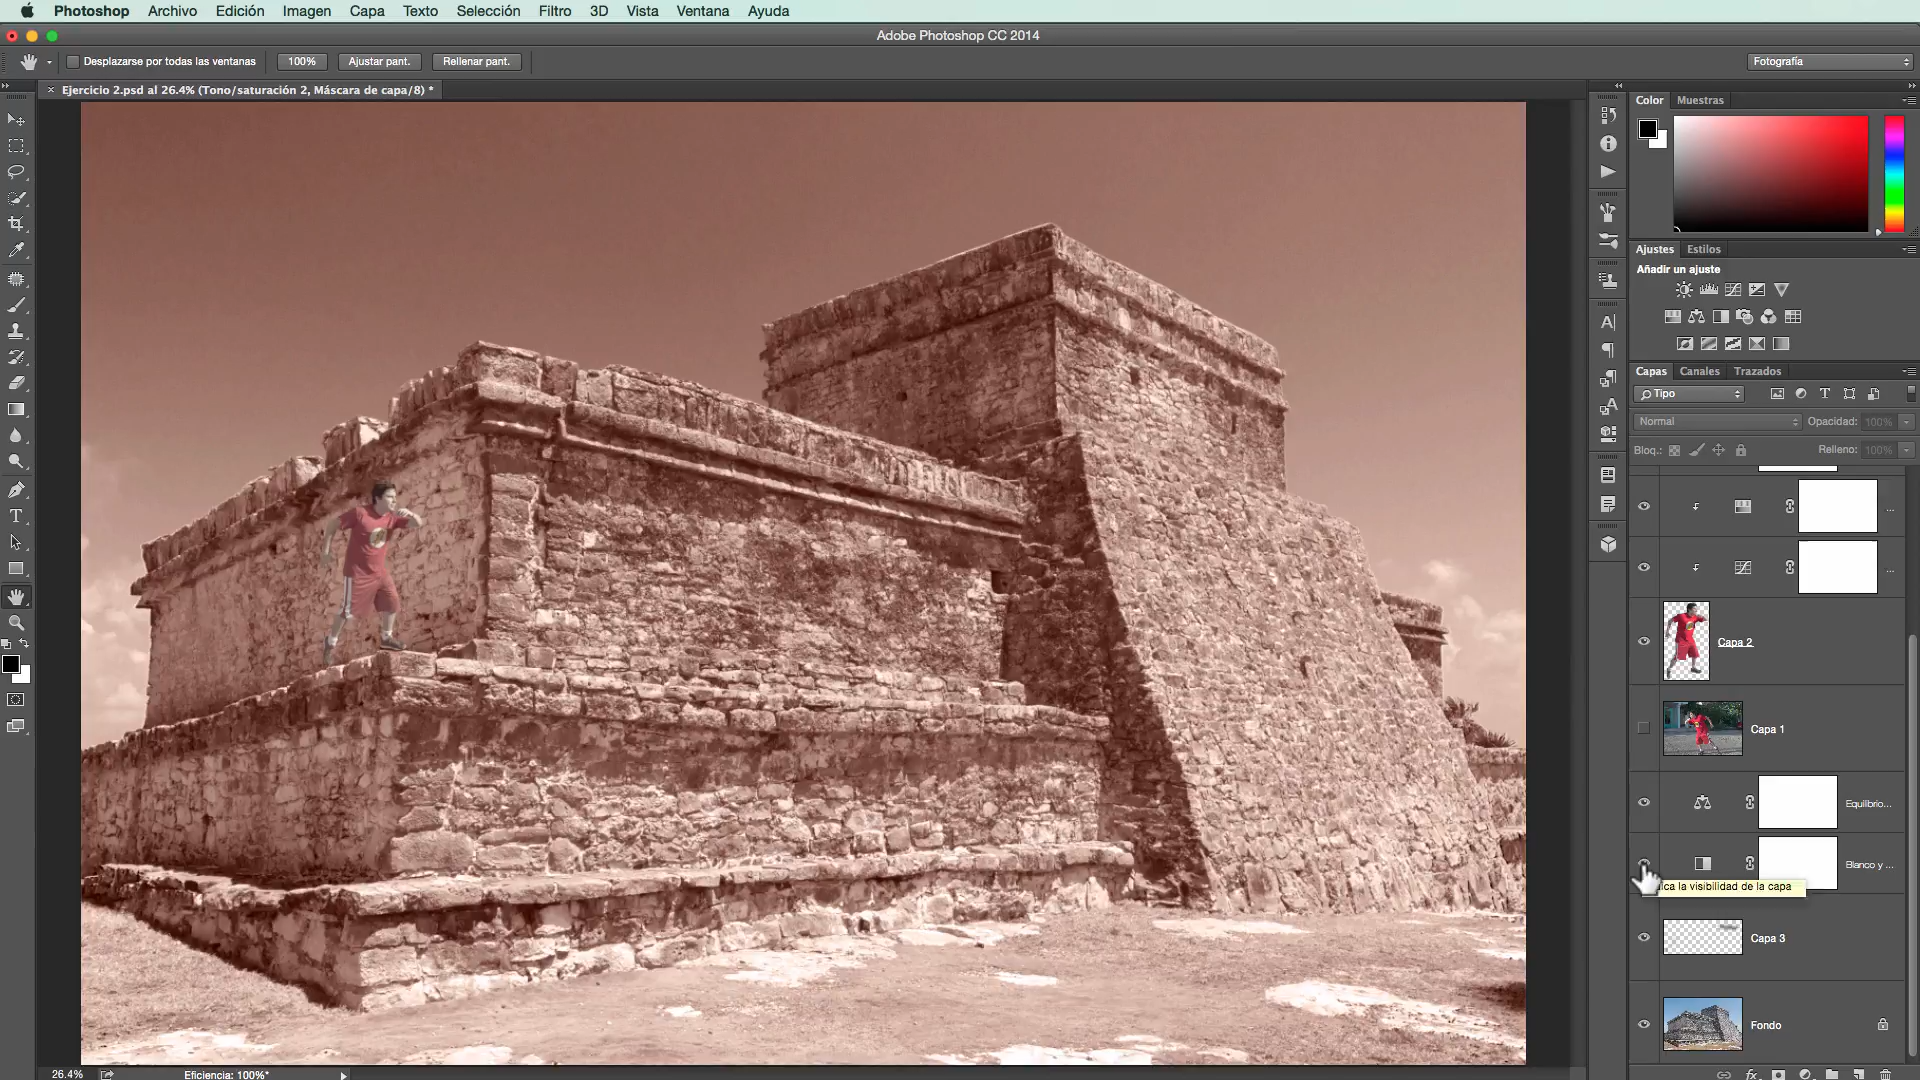 Photoshop Archivo Edición Imagen Capa Texto Selección Filtro 3D Vista Ventana Ayuda
Adobe Photoshop CC 2014
Desplazarse por todas las ventanas 100% Ajustar pant. Rellenar pant. Fotografía
Ejercicio 2.psd al 26.4% (Tono/saturación 2, Máscara de capa/8) *
Color Muestras
Ajustes Estilos
Añadir un ajuste
Capas Canales Trazados
Tipo
Normal Opacidad: 100%
Bloq.: Relleno: 100%
...
...
Capa 2
Capa 1
Equilibrio...
Blanco y ...
ica la visibilidad de la capa
Capa 3
Fondo
26.4% Eficiencia: 100%*